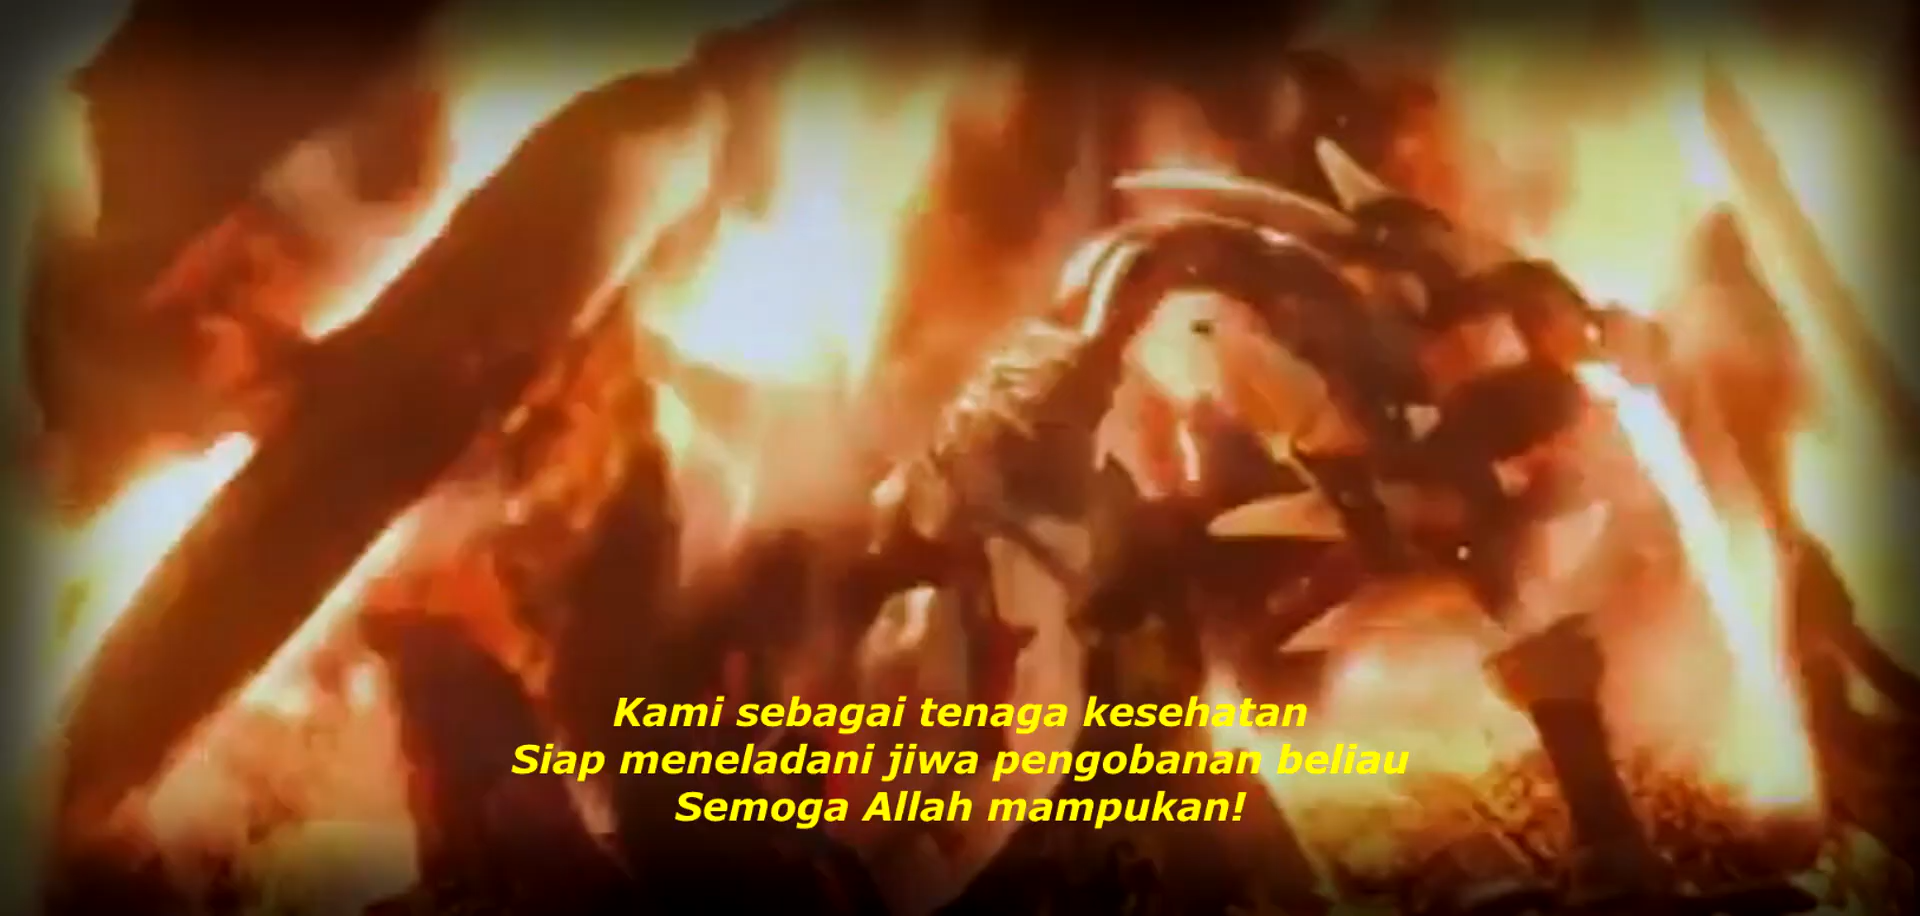 Kami sebagai tenaga kesehatan
Siap meneladani jiwa pengobanan beliau
Semoga Allah mampukan!